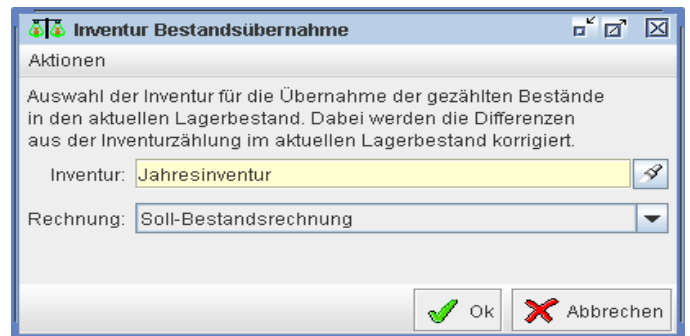 Inventur Bestandsübernahme
Aktionen
Auswahl der Inventur für die Übernahme der gezählten Bestände
in den aktuellen Lagerbestand. Dabei werden die Differenzen
aus der Inventurzählung im aktuellen Lagerbestand korrigiert.
Inventur: Jahresinventur
Rechnung: Soll-Bestandsrechnung
Ok Abbrechen